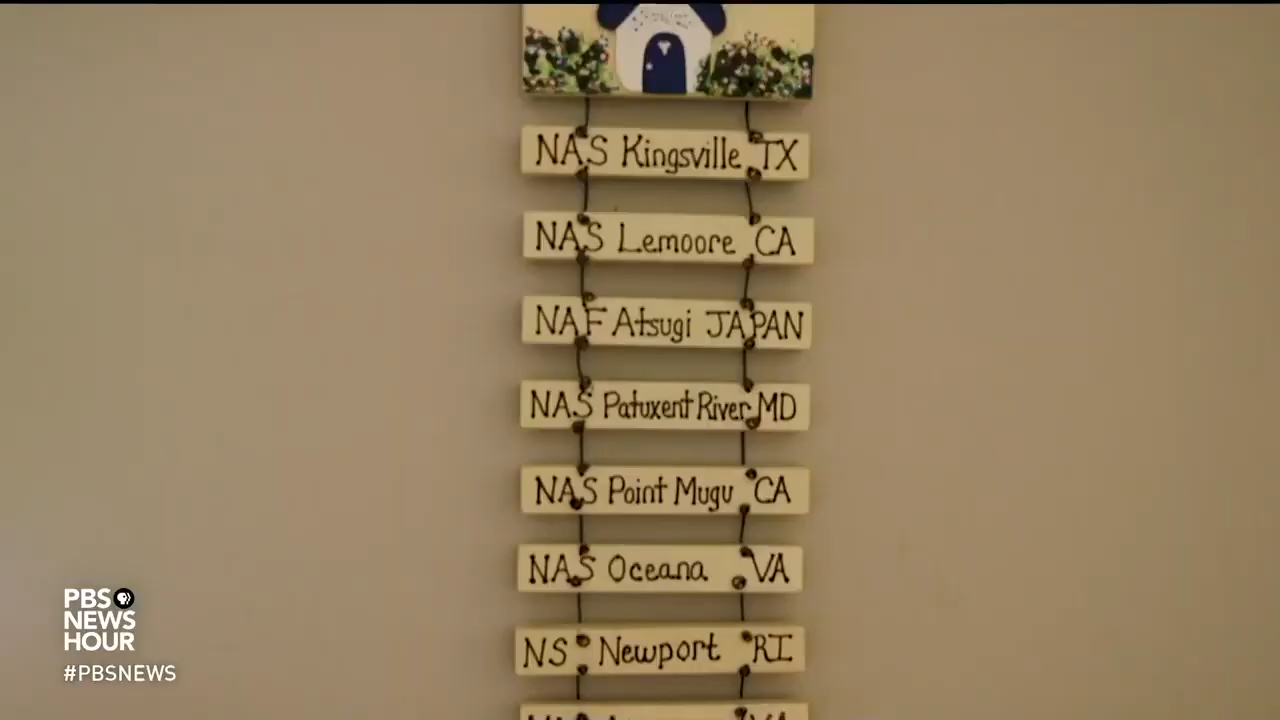 NAS Kingsville TX
NAS Lemoore CA
NAF Atsugi JAPAN
NAS Patuxent River MD
NAS Point Mugu CA
NAS Oceana VA
NS Newport RI
PBS
NEWS
HOUR
#PBSNEWS